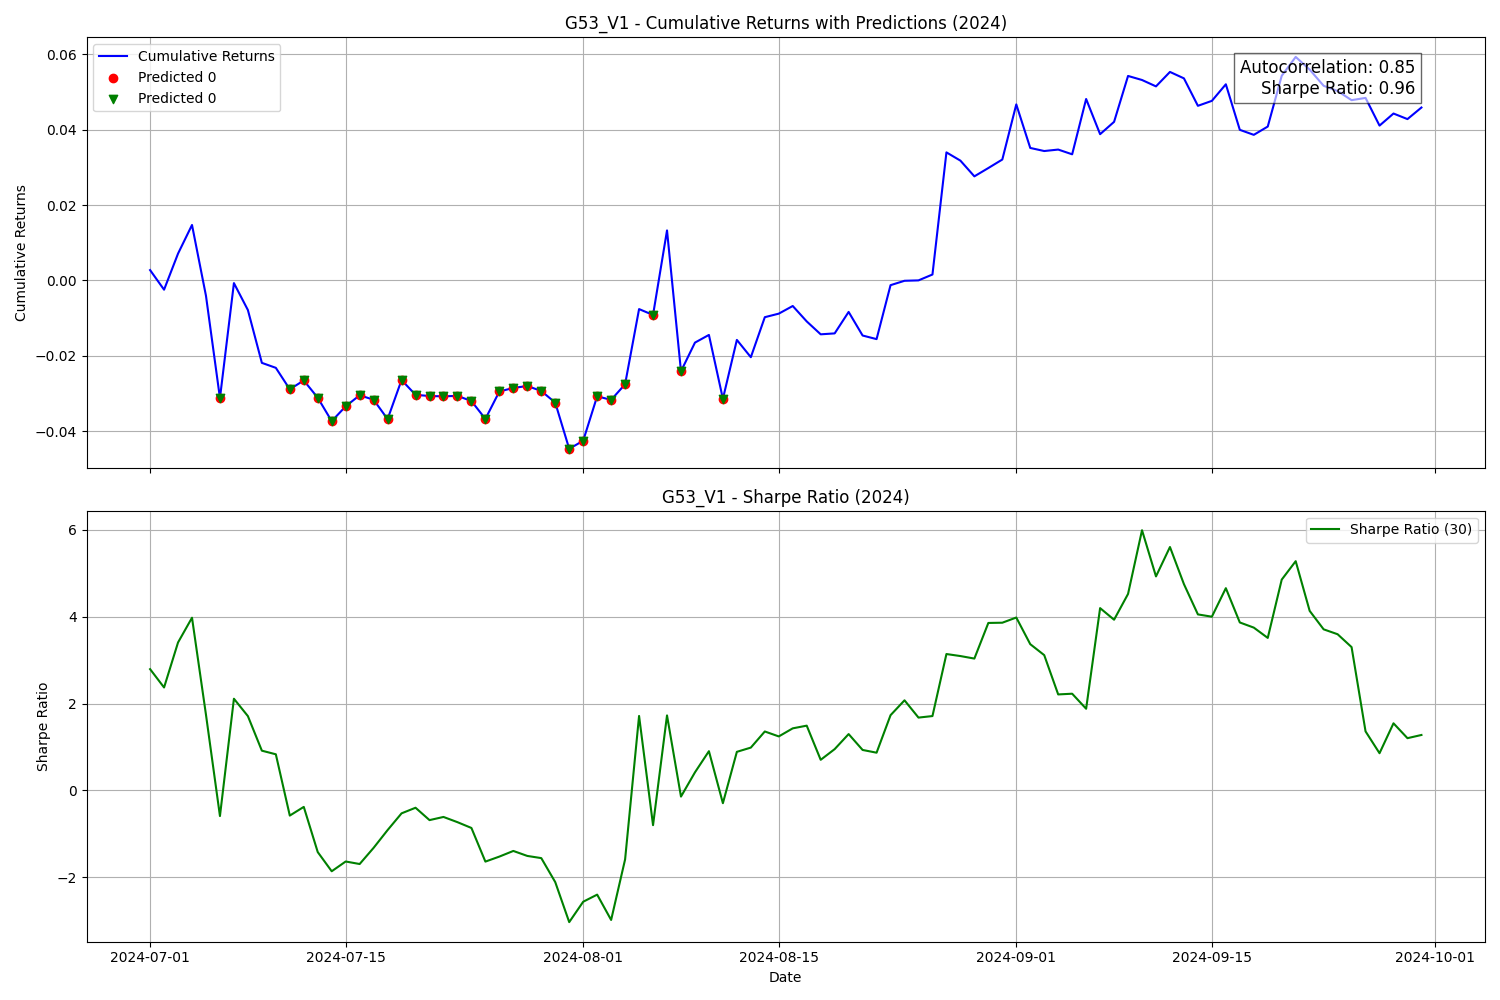 G53_V1 - Cumulative Returns with Predictions (2024)
Cumulative Returns
Predicted 0
Predicted 0
Autocorrelation: 0.85
Sharpe Ratio: 0.96
0.06
0.04
0.02
0.00
−0.02
−0.04
Cumulative Returns
G53_V1 - Sharpe Ratio (2024)
Sharpe Ratio (30)
6
4
2
0
−2
Sharpe Ratio
2024-07-01
2024-07-15
2024-08-01
2024-08-15
2024-09-01
2024-09-15
2024-10-01
Date